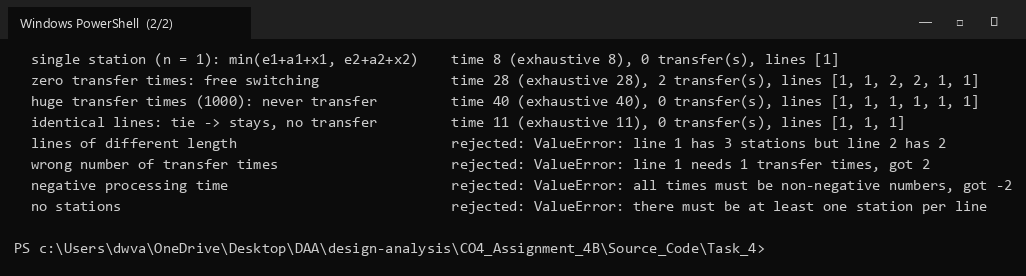 Windows PowerShell (2/2)
single station (n = 1): min(e1+a1+x1, e2+a2+x2)    time 8 (exhaustive 8), 0 transfer(s), lines [1]
zero transfer times: free switching                time 28 (exhaustive 28), 2 transfer(s), lines [1, 1, 2, 2, 1, 1]
huge transfer times (1000): never transfer         time 40 (exhaustive 40), 0 transfer(s), lines [1, 1, 1, 1, 1, 1]
identical lines: tie -> stays, no transfer         time 11 (exhaustive 11), 0 transfer(s), lines [1, 1, 1]
lines of different length                          rejected: ValueError: line 1 has 3 stations but line 2 has 2
wrong number of transfer times                     rejected: ValueError: line 1 needs 1 transfer times, got 2
negative processing time                           rejected: ValueError: all times must be non-negative numbers, got -2
no stations                                        rejected: ValueError: there must be at least one station per line
PS c:\Users\dwva\OneDrive\Desktop\DAA\design-analysis\CO4_Assignment_4B\Source_Code\Task_4>